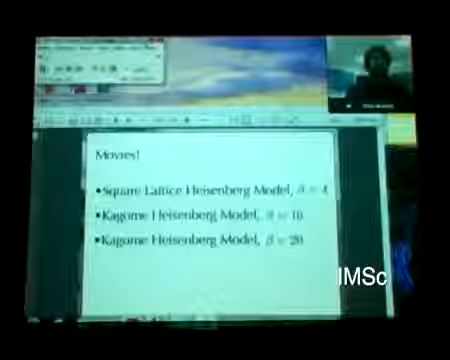 Movies!
•Square Lattice Heisenberg Model, β = 4
•Kagome Heisenberg Model, β = 10
•Kagome Heisenberg Model, β = 20
IMSc